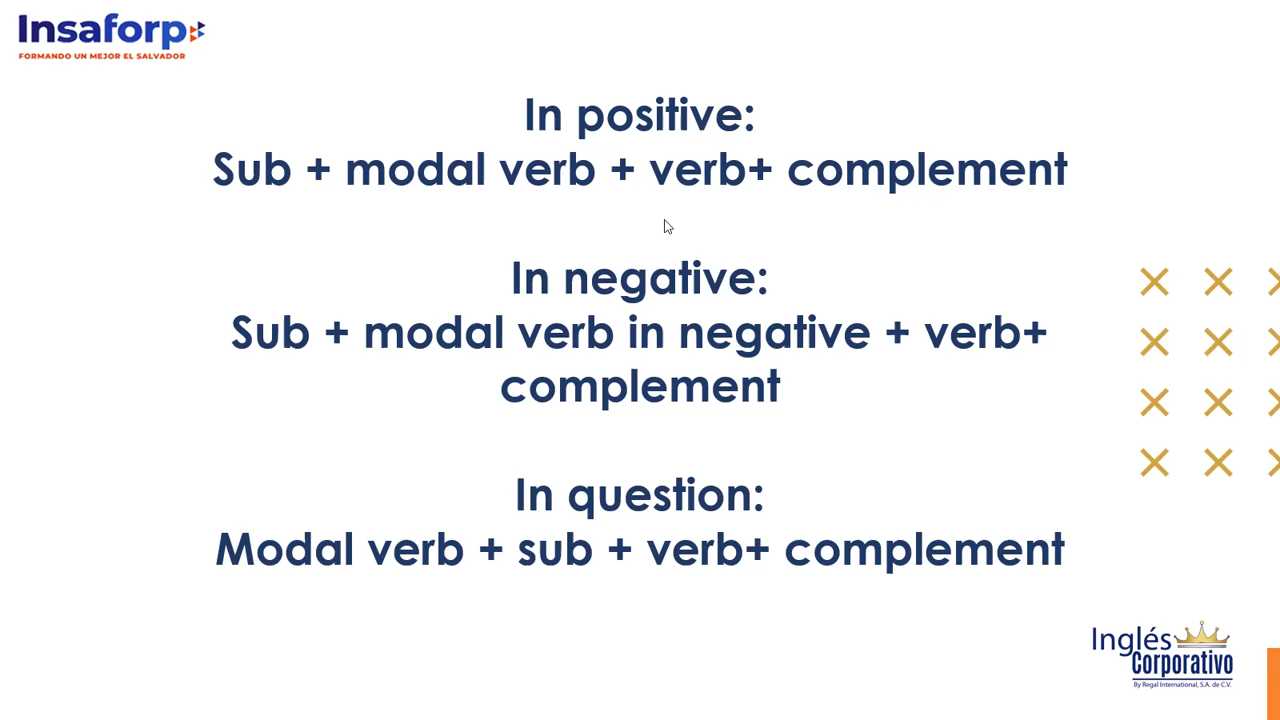 Insaforp
FORMANDO UN MEJOR EL SALVADOR
In positive:
Sub + modal verb + verb+ complement
In negative:
Sub + modal verb in negative + verb+
complement
In question:
Modal verb + sub + verb+ complement
Inglés
Corporativo
By Regal International, S.A. de C.V.